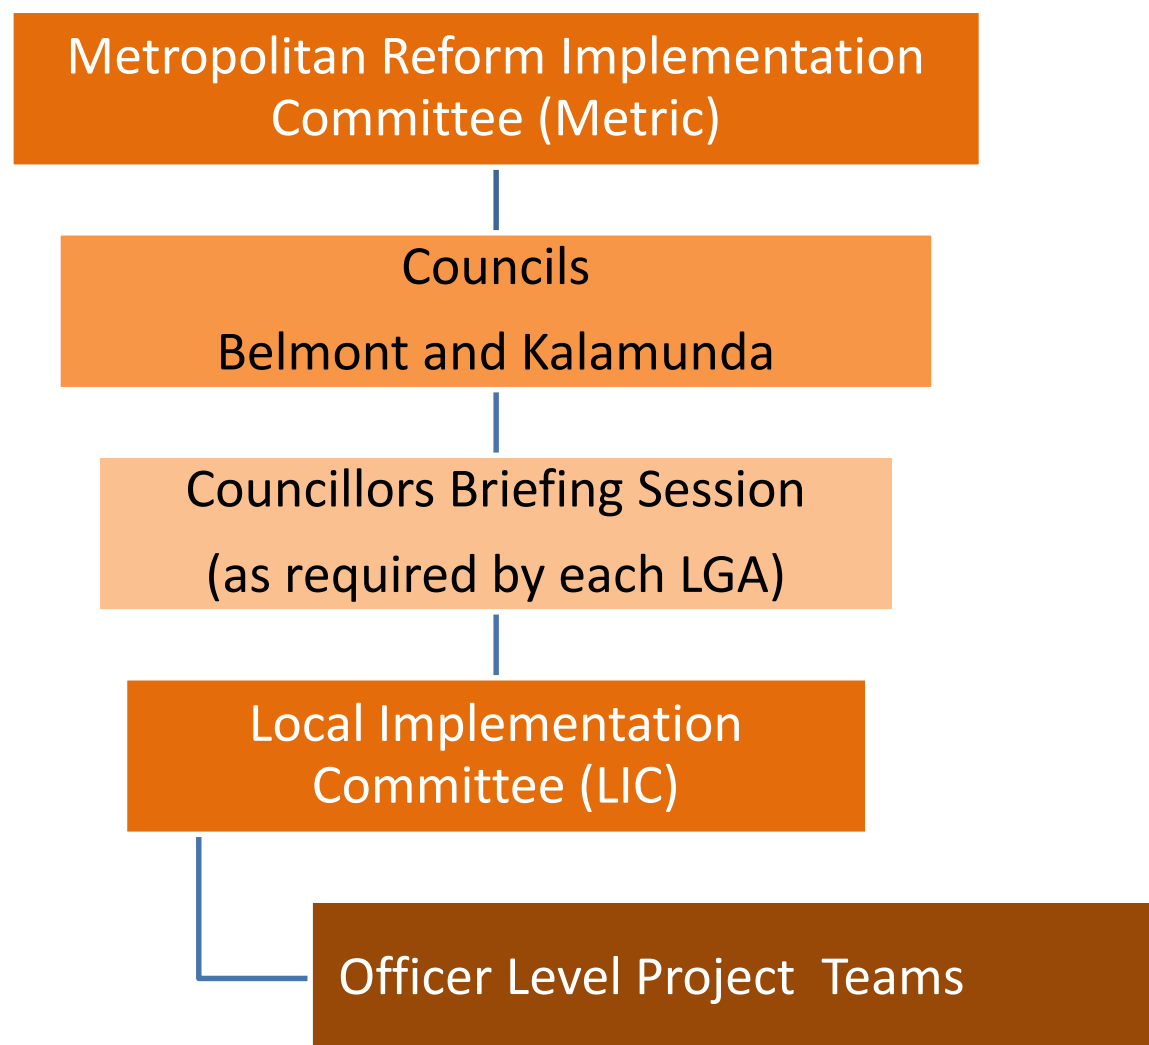 Metropolitan Reform Implementation
Committee (Metric)
Councils
Belmont and Kalamunda
Councillors Briefing Session
(as required by each LGA)
Local Implementation
Committee (LIC)
Officer Level Project  Teams